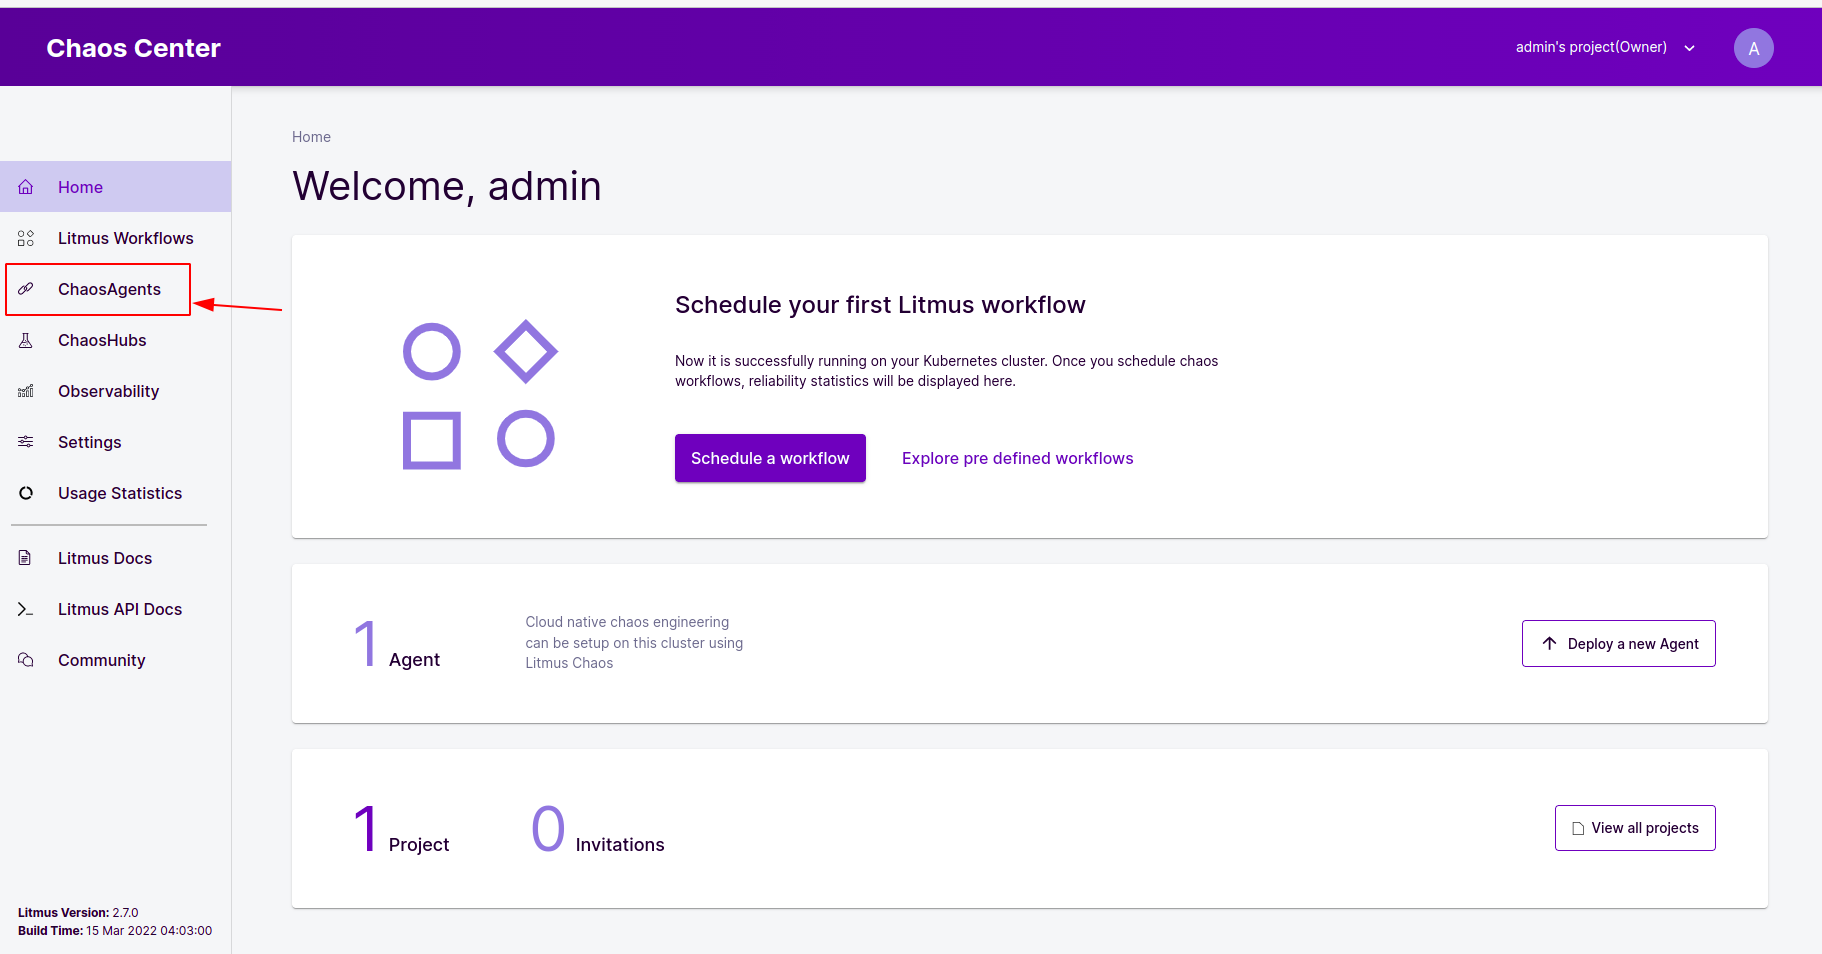 Chaos Center
admin's project(Owner)
A
Home
Litmus Workflows
ChaosAgents
ChaosHubs
Observability
Settings
Usage Statistics
Litmus Docs
Litmus API Docs
Community
Litmus Version: 2.7.0
Build Time: 15 Mar 2022 04:03:00
Home
Welcome, admin
Schedule your first Litmus workflow
Now it is successfully running on your Kubernetes cluster. Once you schedule chaos
workflows, reliability statistics will be displayed here.
Schedule a workflow
Explore pre defined workflows
1 Agent
Cloud native chaos engineering
can be setup on this cluster using
Litmus Chaos
Deploy a new Agent
1 Project
0 Invitations
View all projects